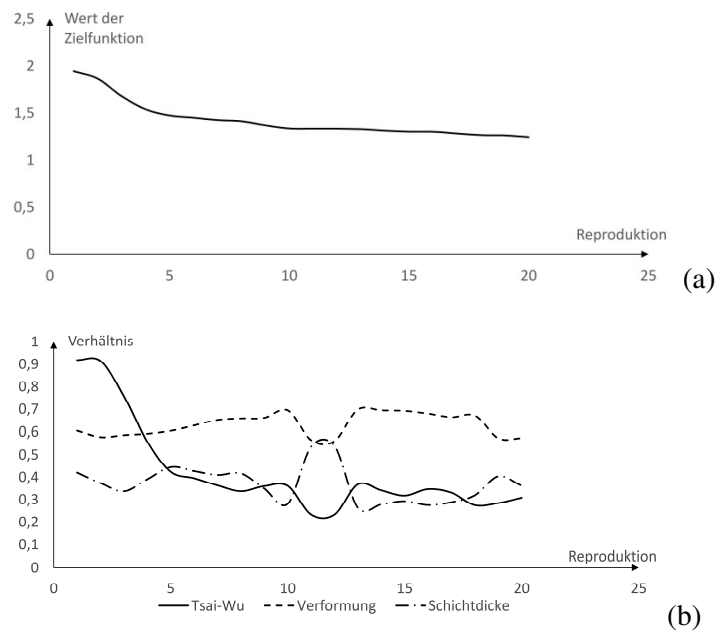 2,5
Wert der
Zielfunktion
2
1,5
1
0,5
Reproduktion
0
0 5 10 15 20 25
(a)
1
Verhältnis
0,9
0,8
0,7
0,6
0,5
0,4
0,3
0,2
0,1
Reproduktion
0
0 5 10 15 20 25
Tsai-Wu Verformung Schichtdicke
(b)